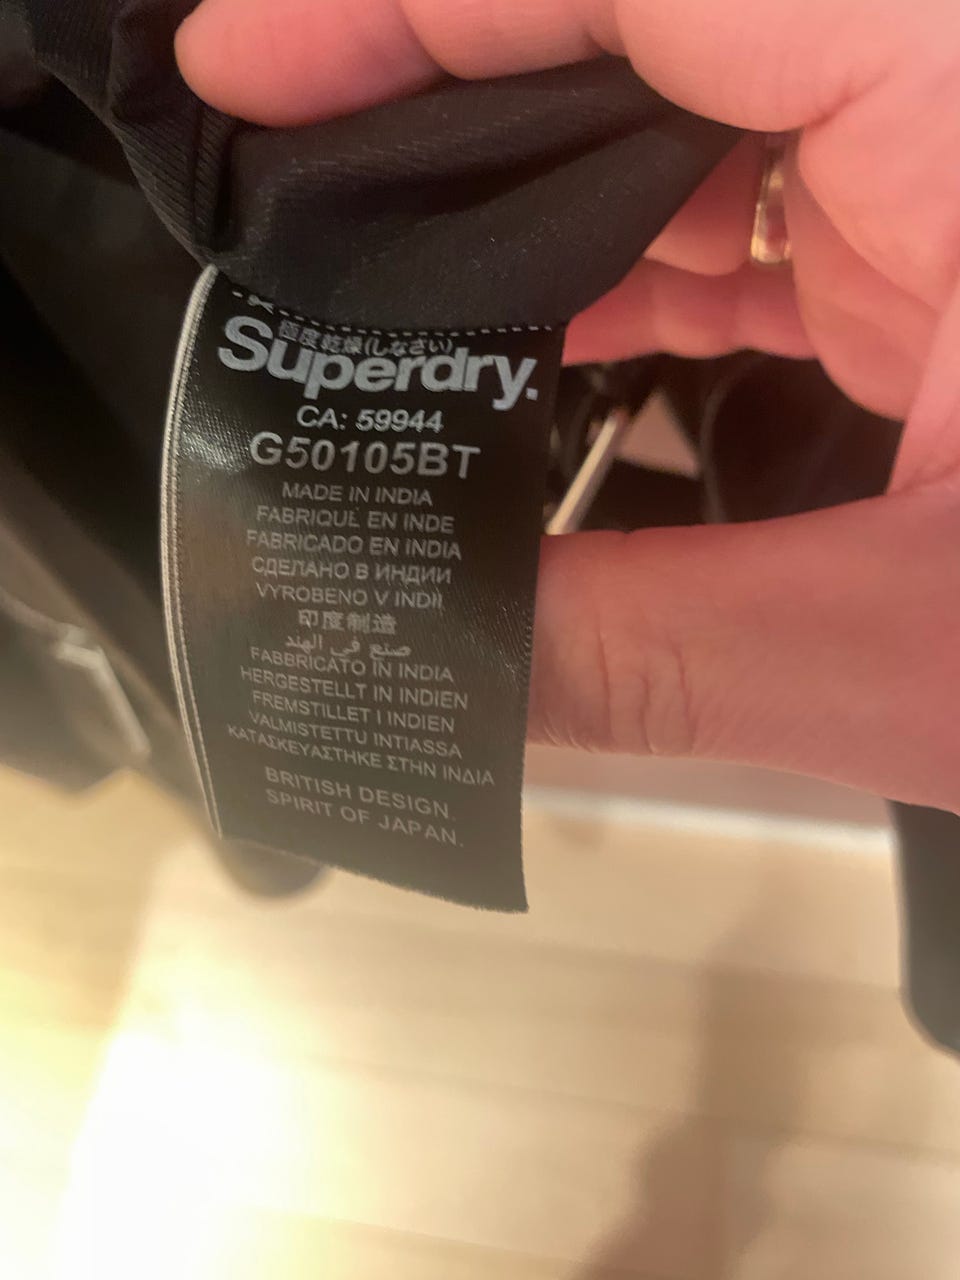 極度乾燥(しなさい)
Superdry.
CA: 59944
G50105BT
MADE IN INDIA
FABRIQUE EN INDE
FABRICADO EN INDIA
СДЕЛАНО В ИНДИИ
VYROBENO V INDII
印度制造
صنع في الهند
FABBRICATO IN INDIA
HERGESTELLT IN INDIEN
FREMSTILLET I INDIEN
VALMISTETTU INTIASSA
ΚΑΤΑΣΚΕΥΑΣΤΗΚΕ ΣΤΗΝ ΙΝΔΙΑ
BRITISH DESIGN.
SPIRIT OF JAPAN.